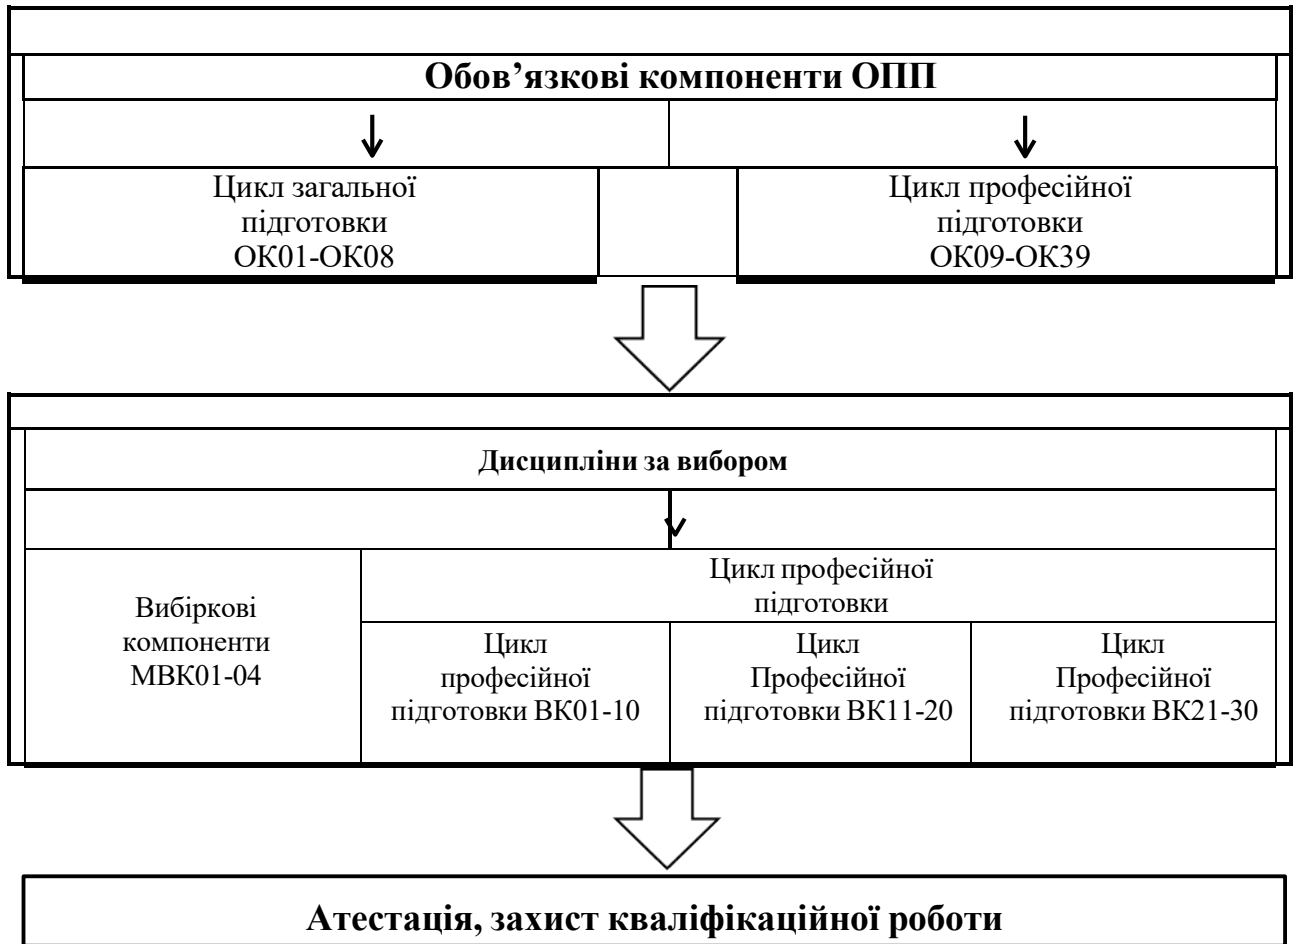 Обов’язкові компоненти ОПП
Цикл загальної
підготовки
ОК01-ОК08
Цикл професійної
підготовки
ОК09-ОК39
Дисципліни за вибором
Вибіркові
компоненти
МВК01-04
Цикл професійної
підготовки
Цикл
професійної
підготовки ВК01-10
Цикл
Професійної
підготовки ВК11-20
Цикл
Професійної
підготовки ВК21-30
Атестація, захист кваліфікаційної роботи